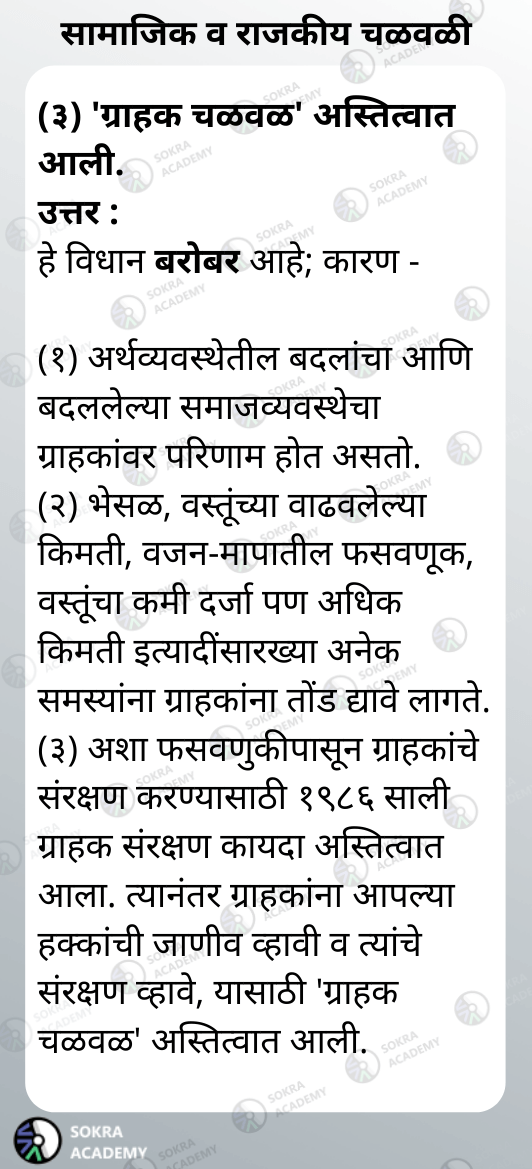 सामाजिक व राजकीय चळवळी
(३) 'ग्राहक चळवळ' अस्तित्वात
आली.
उत्तर :
हे विधान बरोबर आहे; कारण -
(१) अर्थव्यवस्थेतील बदलांचा आणि
बदललेल्या समाजव्यवस्थेचा
ग्राहकांवर परिणाम होत असतो.
(२) भेसळ, वस्तूंच्या वाढवलेल्या
किमती, वजन-मापातील फसवणूक,
वस्तूंचा कमी दर्जा पण अधिक
किमती इत्यादींसारख्या अनेक
समस्यांना ग्राहकांना तोंड द्यावे लागते.
(३) अशा फसवणुकीपासून ग्राहकांचे
संरक्षण करण्यासाठी १९८६ साली
ग्राहक संरक्षण कायदा अस्तित्वात
आला. त्यानंतर ग्राहकांना आपल्या
हक्कांची जाणीव व्हावी व त्यांचे
संरक्षण व्हावे, यासाठी 'ग्राहक
चळवळ' अस्तित्वात आली.
SOKRA
ACADEMY